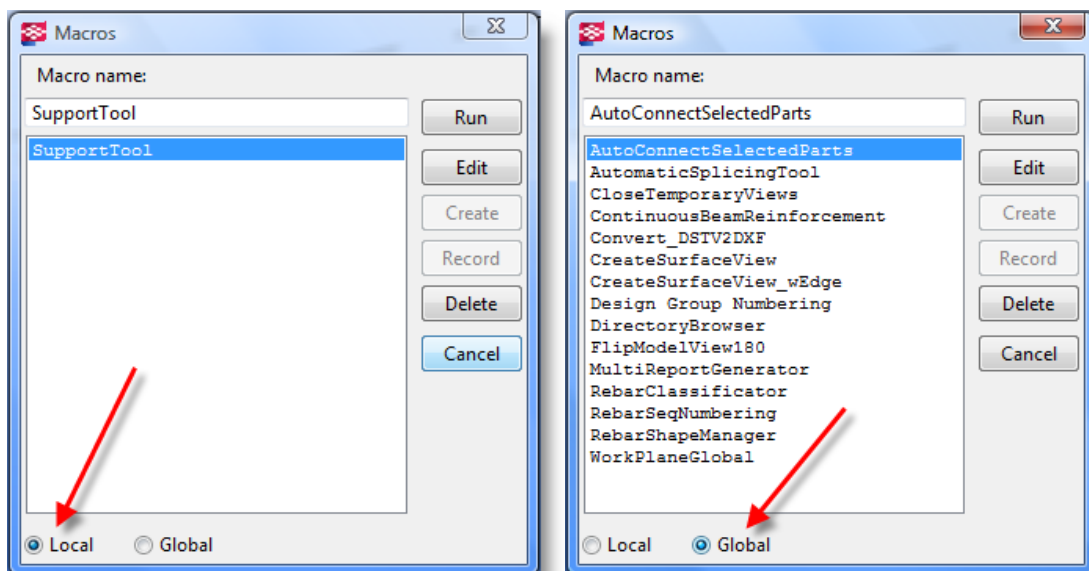 Macros
Macro name:
SupportTool
Run
SupportTool
Edit
Create
Record
Delete
Cancel
Local
Global
Macros
Macro name:
AutoConnectSelectedParts
Run
AutoConnectSelectedParts
AutomaticSplicingTool
CloseTemporaryViews
ContinuousBeamReinforcement
Convert_DSTV2DXF
CreateSurfaceView
CreateSurfaceView_wEdge
Design Group Numbering
DirectoryBrowser
FlipModelView180
MultiReportGenerator
RebarClassificator
RebarSeqNumbering
RebarShapeManager
WorkPlaneGlobal
Edit
Create
Record
Delete
Cancel
Local
Global